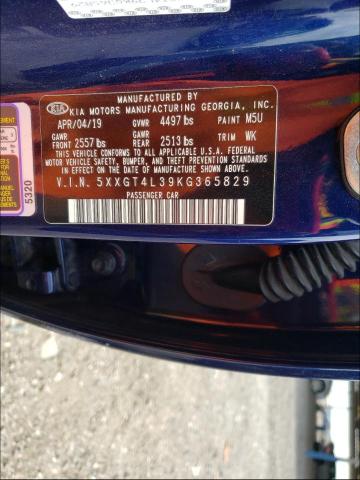 MANUFACTURED BY
KIA KIA MOTORS MANUFACTURING GEORGIA, INC.
APR/04/19 GVWR 4497 lbs PAINT M5U
GAWR GAWR
FRONT 2557 lbs REAR 2513 lbs TRIM WK
THIS VEHICLE CONFORMS TO ALL APPLICABLE FEDERAL
MOTOR VEHICLE SAFETY, BUMPER, AND THEFT PREVENTION
STANDARDS IN EFFECT ON THE DATE OF MANUFACTURE
SHOWN ABOVE.
V.I.N. 5XXGT4L39KG365829
PASSENGER CAR
5320